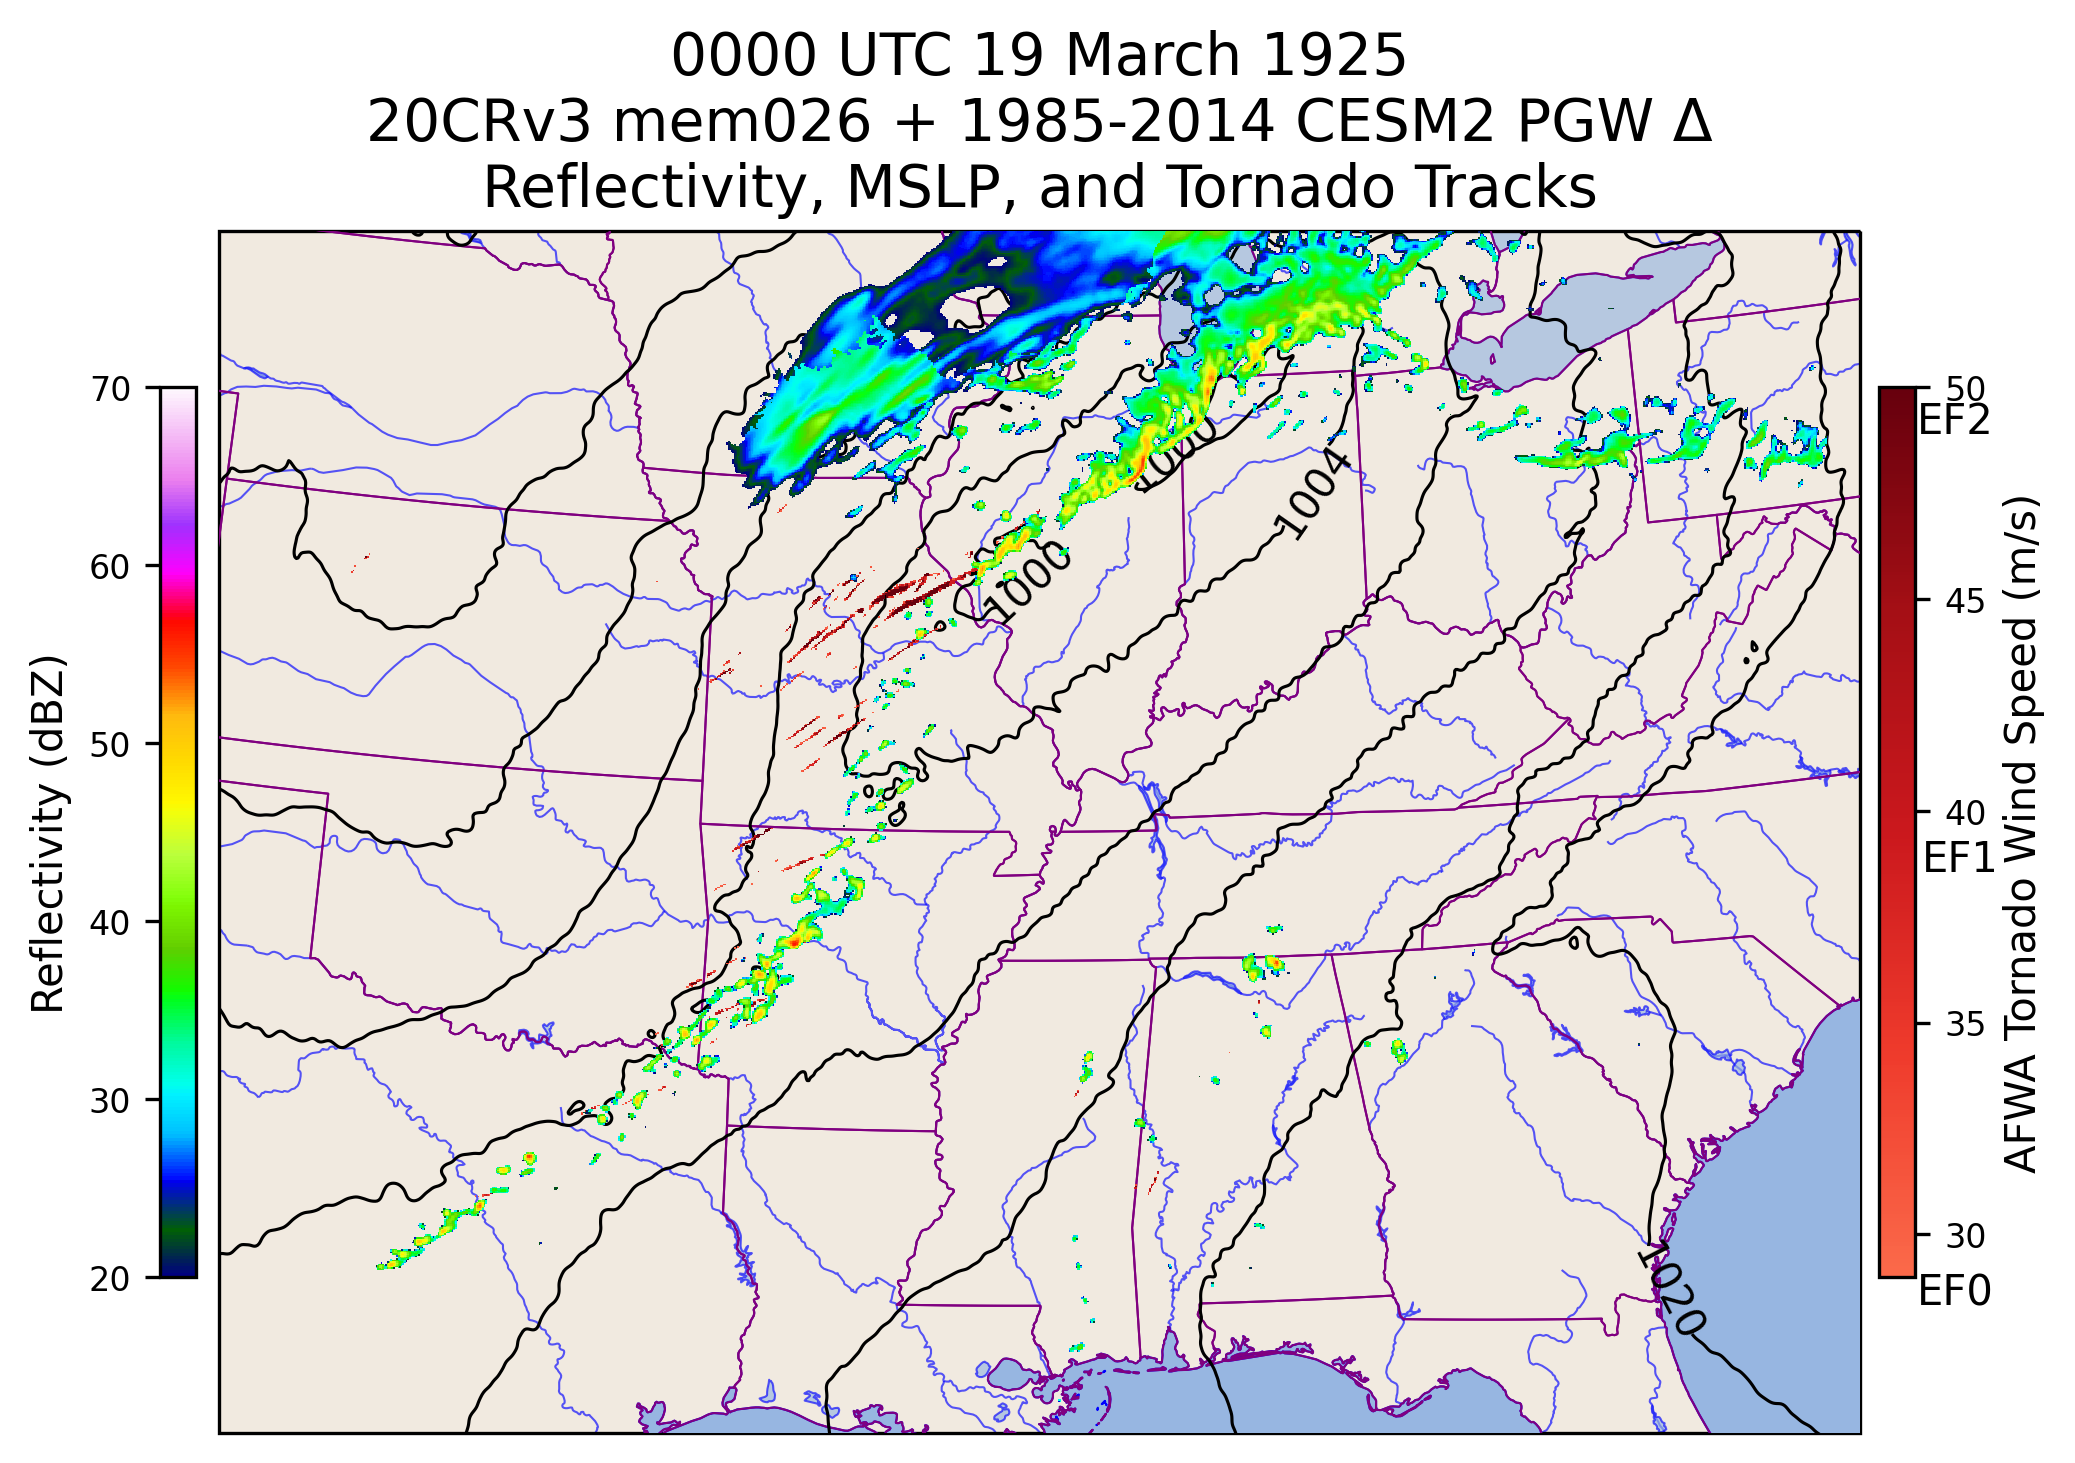 0000 UTC 19 March 1925
20CRv3 mem026 + 1985-2014 CESM2 PGW Δ
Reflectivity, MSLP, and Tornado Tracks
70
60
50
40
30
20
Reflectivity (dBZ)
1000
1004
1000
1020
50
EF2
45
40
EF1
35
30
EF0
AFWA Tornado Wind Speed (m/s)